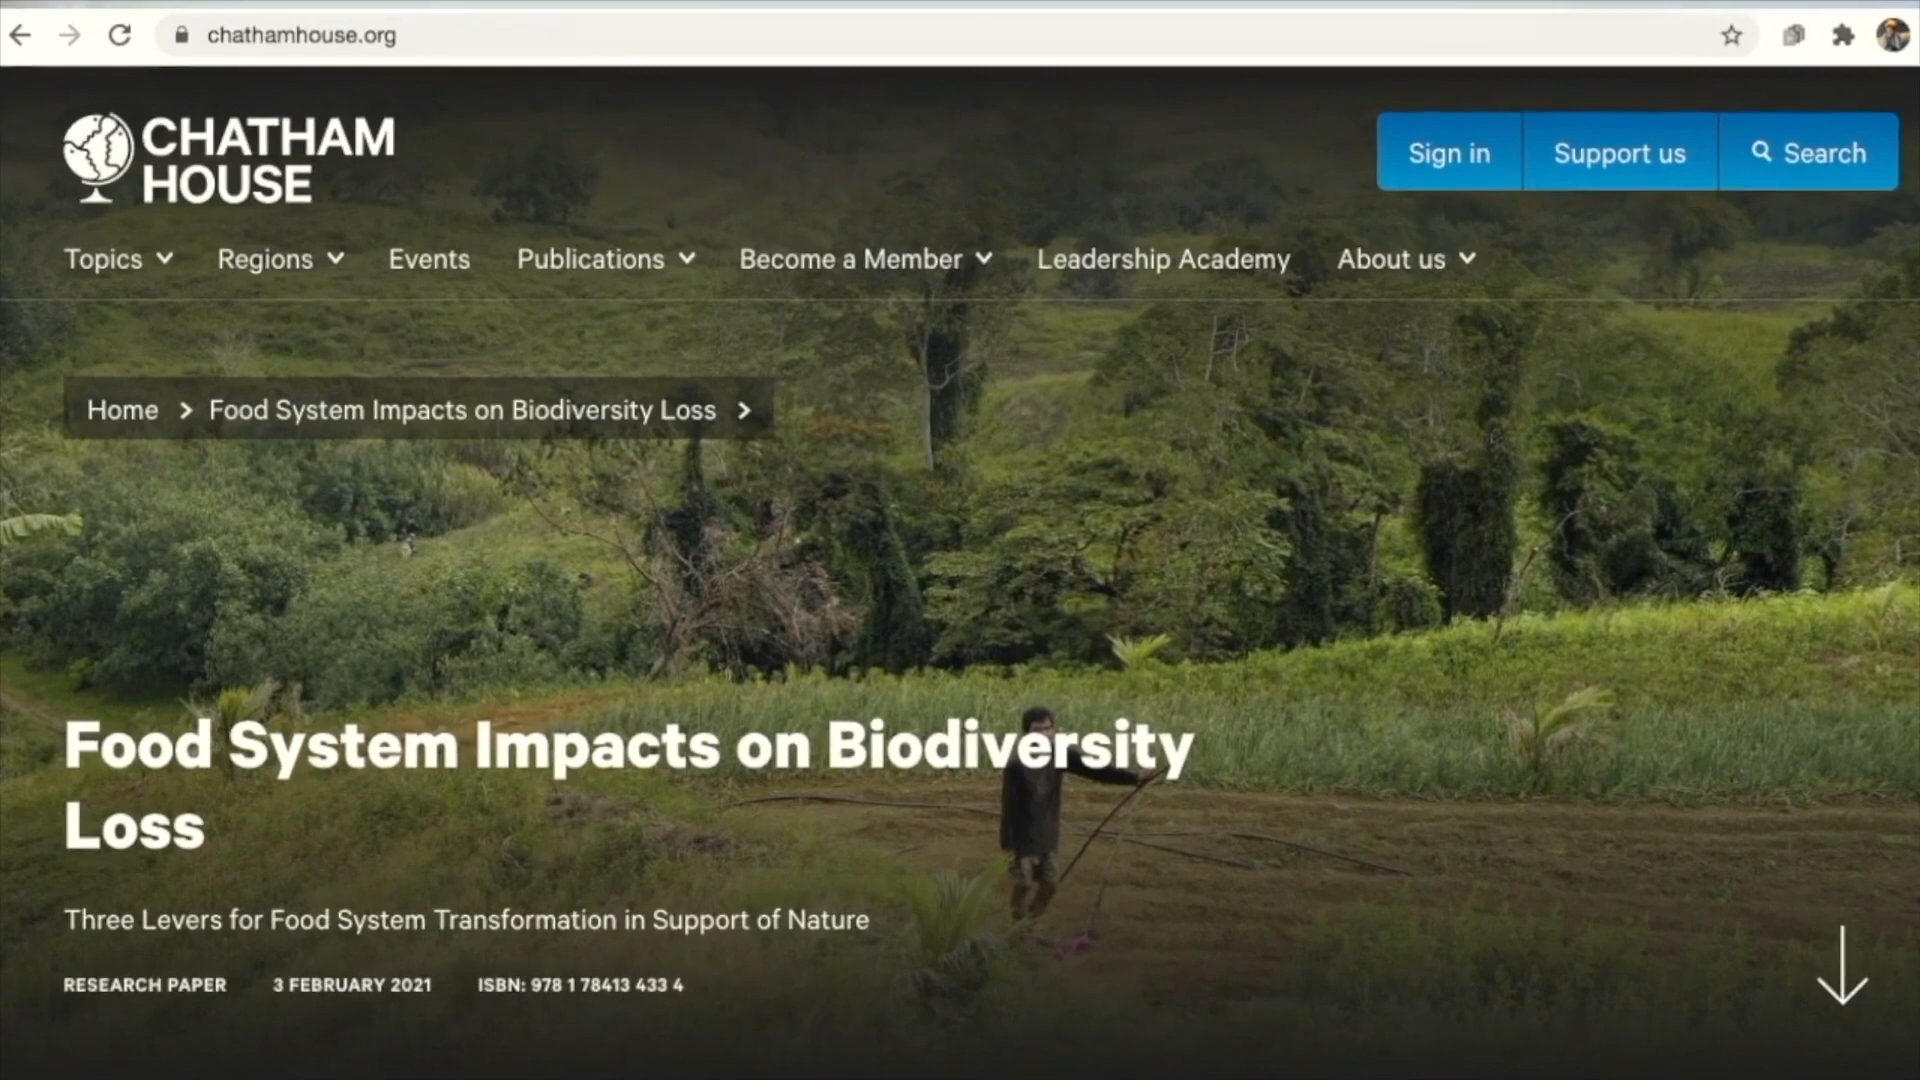 chathamhouse.org
CHATHAM
HOUSE
Sign in
Support us
Search
Topics
Regions
Events
Publications
Become a Member
Leadership Academy
About us
Home > Food System Impacts on Biodiversity Loss >
Food System Impacts on Biodiversity
Loss
Three Levers for Food System Transformation in Support of Nature
RESEARCH PAPER
3 FEBRUARY 2021
ISBN: 978 1 78413 433 4